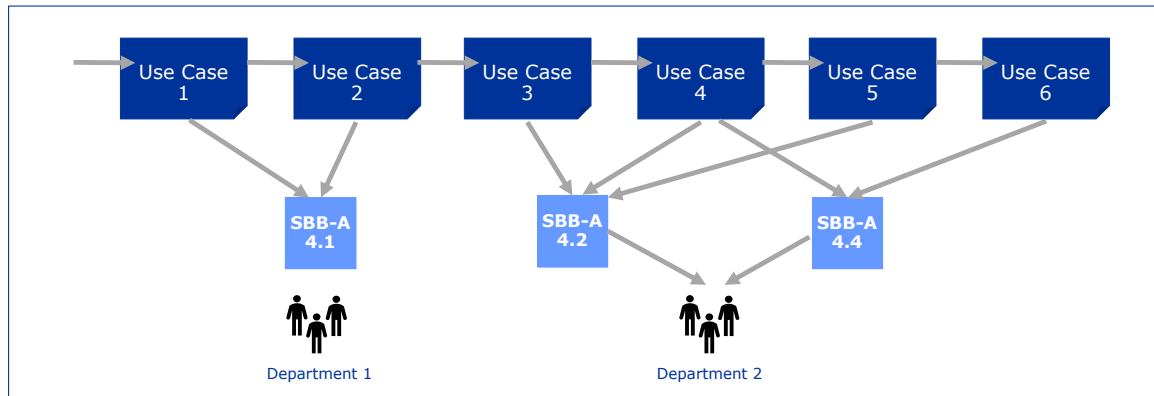 Use Case
1
Use Case
2
Use Case
3
Use Case
4
Use Case
5
Use Case
6
SBB-A
4.1
SBB-A
4.2
SBB-A
4.4
Department 1
Department 2